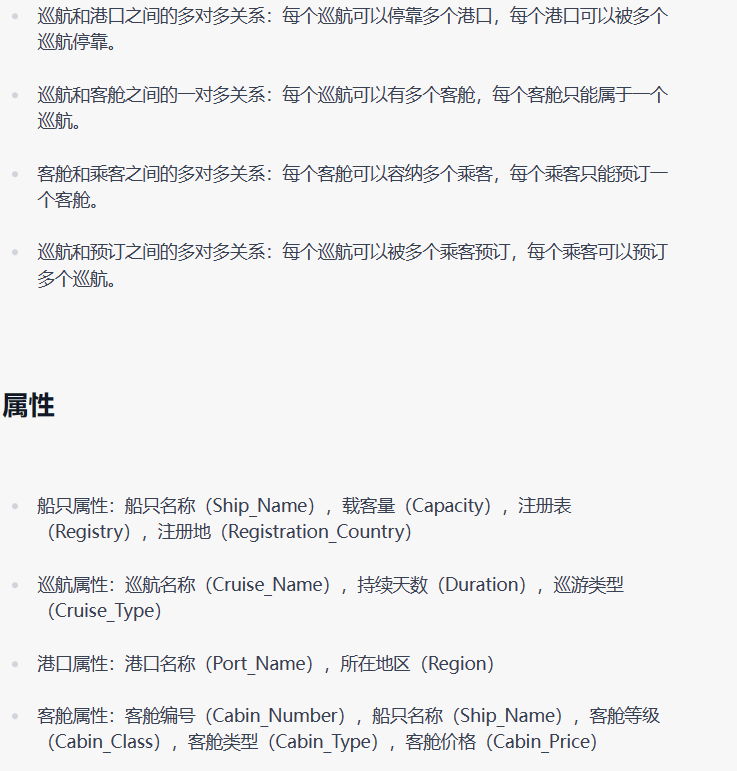 巡航和港口之间的多对多关系：每个巡航可以停靠多个港口，每个港口可以被多个
巡航停靠。
巡航和客舱之间的一对多关系：每个巡航可以有多个客舱，每个客舱只能属于一个
巡航。
客舱和乘客之间的多对多关系：每个客舱可以容纳多个乘客，每个乘客只能预订一
个客舱。
巡航和预订之间的多对多关系：每个巡航可以被多个乘客预订，每个乘客可以预订
多个巡航。
属性
船只属性：船只名称（Ship_Name），载客量（Capacity），注册表
（Registry），注册地（Registration_Country）
巡航属性：巡航名称（Cruise_Name），持续天数（Duration），巡游类型
（Cruise_Type）
港口属性：港口名称（Port_Name），所在地区（Region）
客舱属性：客舱编号（Cabin_Number），船只名称（Ship_Name），客舱等级
（Cabin_Class），客舱类型（Cabin_Type），客舱价格（Cabin_Price）